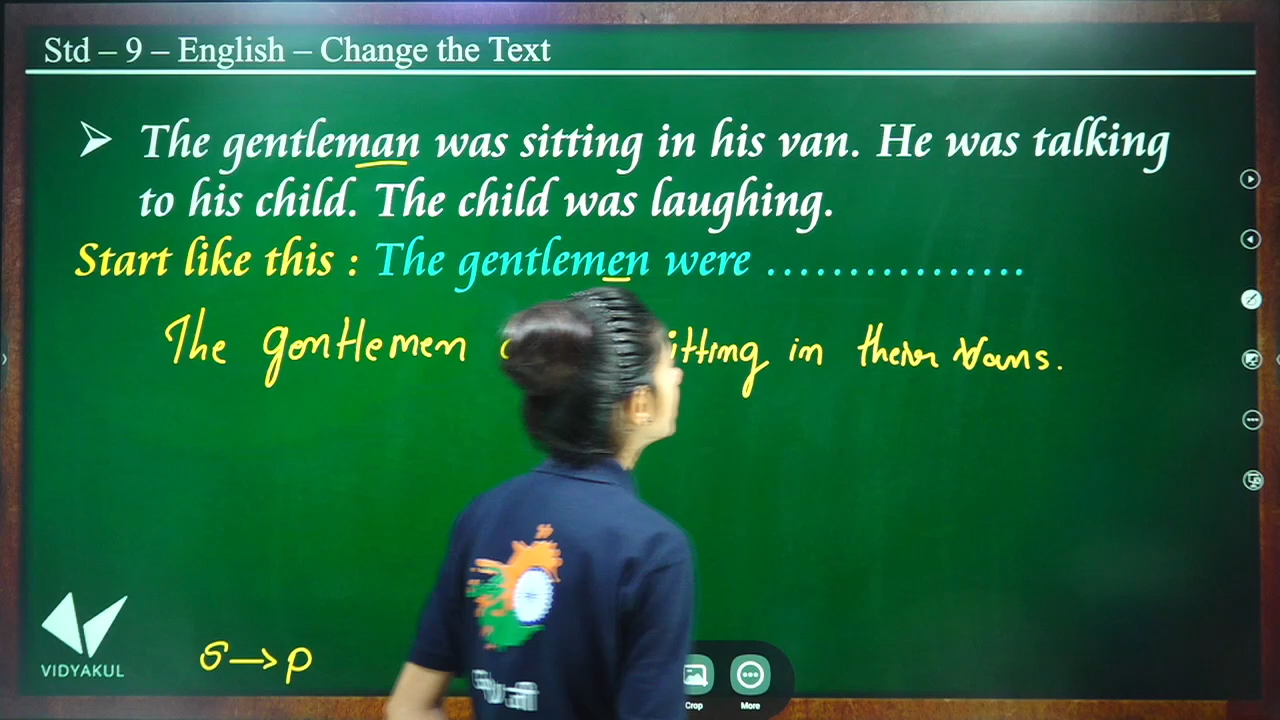 Std – 9 – English – Change the Text
➢ The gentleman was sitting in his van. He was talking
to his child. The child was laughing.
Start like this : The gentlemen were ................
The gentlemen itting in their vans.
S → P
VIDYAKUL
Crop More